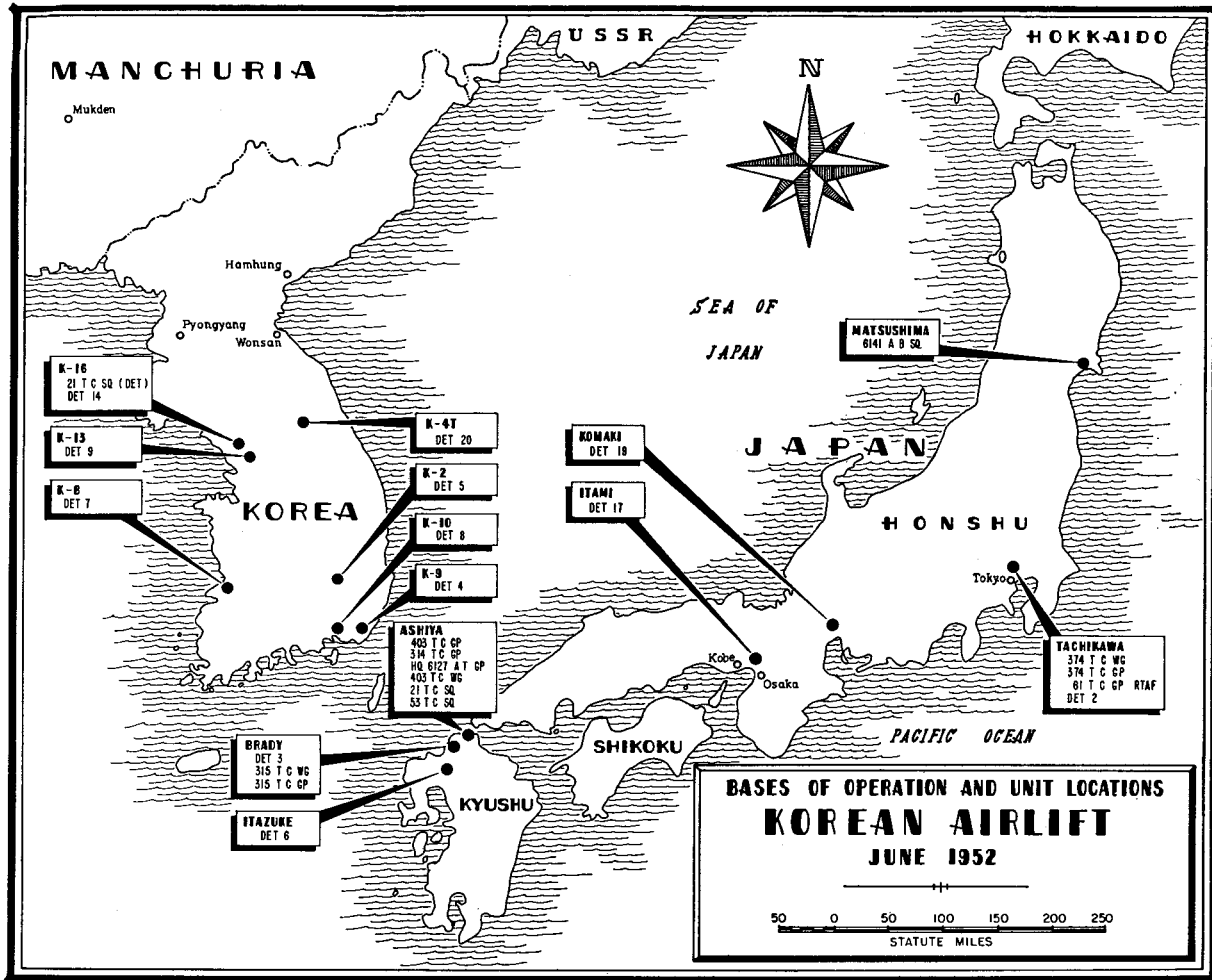 USSR
HOKKAIDO
MANCHURIA
Mukden
N
Hamhung
SEA OF
JAPAN
Pyongyang
Wonsan
MATSUSHIMA
6141 A B SQ
K-16
21 T C SQ (DET)
DET 14
K-47
DET 20
K-13
DET 9
KOMAKI
DET 19
JAPAN
K-2
DET 5
K-8
DET 7
ITAMI
DET 17
KOREA
K-10
DET 8
HONSHU
K-9
DET 4
Tokyo
ASHIYA
403 T C GP
314 T C GP
HQ 6127 A T GP
403 T C WG
21 T C SQ
53 T C SQ
TACHIKAWA
374 T C WG
374 T C GP
61 T C GP RTAF
DET 2
Kobe
Osaka
BRADY
DET 3
315 T C WG
315 T C GP
SHIKOKU
PACIFIC OCEAN
KYUSHU
ITAZUKE
DET 6
BASES OF OPERATION AND UNIT LOCATIONS
KOREAN AIRLIFT
JUNE 1952
50 0 50 100 150 200 250
STATUTE MILES